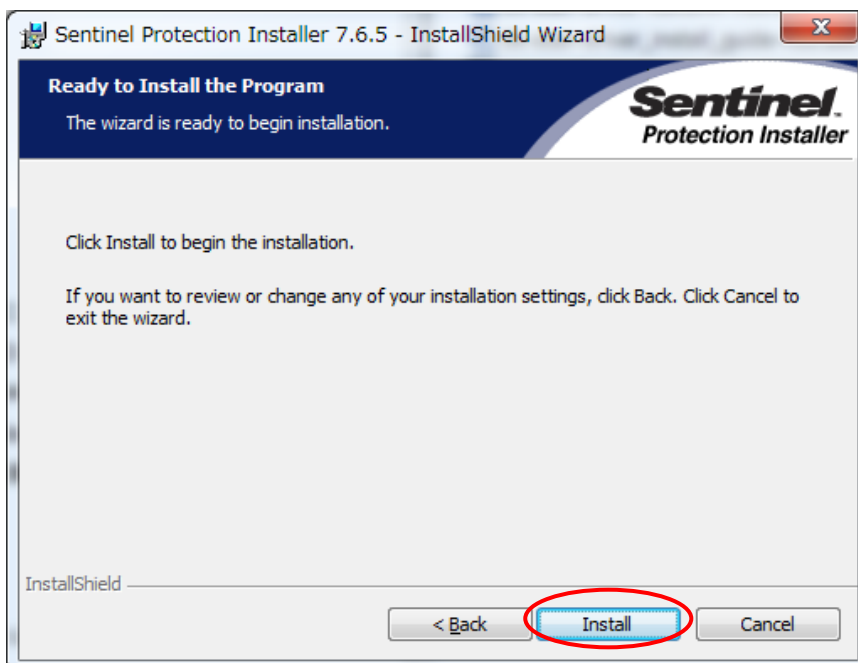 Sentinel Protection Installer 7.6.5 - InstallShield Wizard
Ready to Install the Program
The wizard is ready to begin installation.
Sentinel.
Protection Installer
Click Install to begin the installation.
If you want to review or change any of your installation settings, click Back. Click Cancel to
exit the wizard.
InstallShield
< Back
Install
Cancel